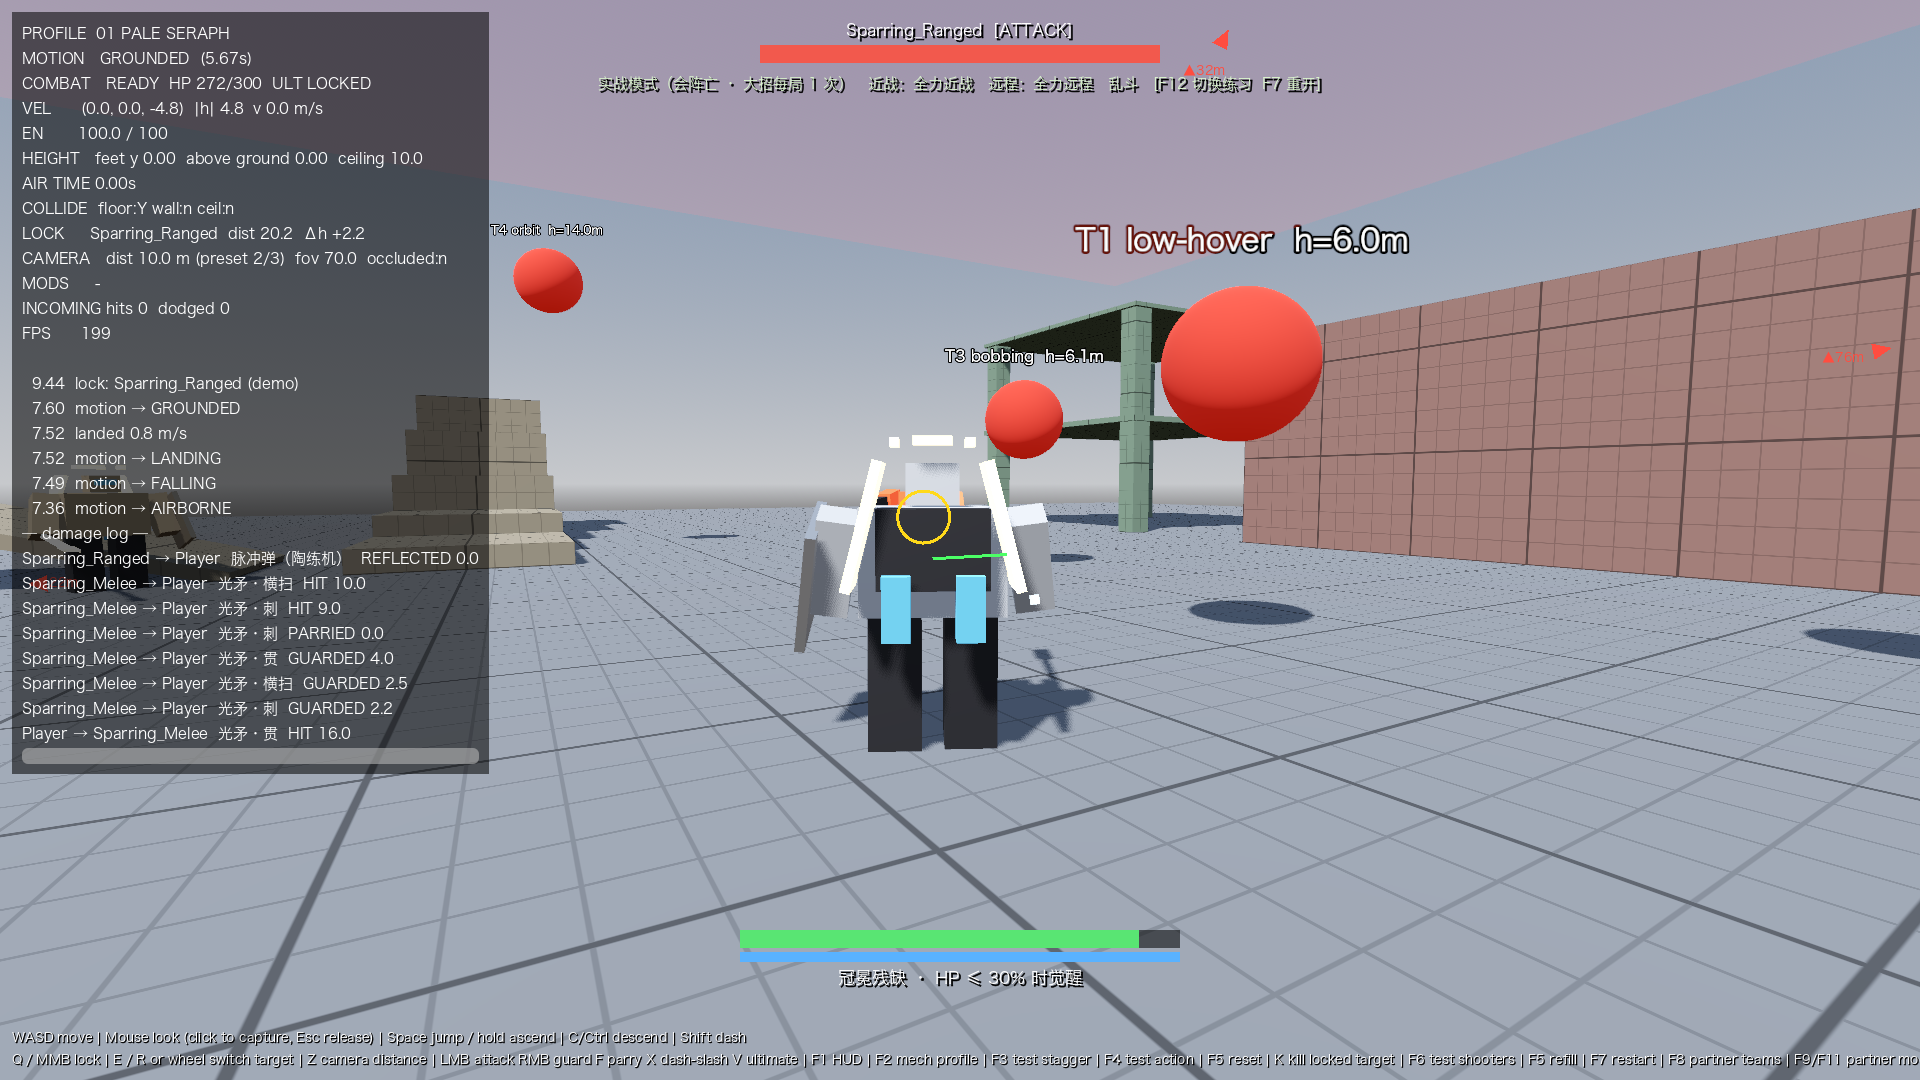 PROFILE 01 PALE SERAPH
MOTION GROUNDED (5.67s)
COMBAT READY HP 272/300 ULT LOCKED
VEL (0.0, 0.0, -4.8) |h| 4.8 v 0.0 m/s
EN 100.0 / 100
HEIGHT feet y 0.00 above ground 0.00 ceiling 10.0
AIR TIME 0.00s
COLLIDE floor:Y wall:n ceil:n
LOCK Sparring_Ranged dist 20.2 Δh +2.2
CAMERA dist 10.0 m (preset 2/3) fov 70.0 occluded:n
MODS -
INCOMING hits 0 dodged 0
FPS 199
9.44 lock: Sparring_Ranged (demo)
7.60 motion → GROUNDED
7.52 landed 0.8 m/s
7.52 motion → LANDING
7.49 motion → FALLING
7.36 motion → AIRBORNE
— damage log —
Sparring_Ranged → Player 脉冲弹（陶练机） REFLECTED 0.0
Sparring_Melee → Player 光矛・横扫 HIT 10.0
Sparring_Melee → Player 光矛・刺 HIT 9.0
Sparring_Melee → Player 光矛・刺 PARRIED 0.0
Sparring_Melee → Player 光矛・贯 GUARDED 4.0
Sparring_Melee → Player 光矛・横扫 GUARDED 2.5
Sparring_Melee → Player 光矛・刺 GUARDED 2.2
Player → Sparring_Melee 光矛・贯 HIT 16.0
Sparring_Ranged [ATTACK]
▲32m
实战模式（会阵亡 · 大招每局 1 次） 近战：全力近战 远程：全力远程 乱斗 [F12 切换练习 F7 重开]
T4 orbit h=14.0m
T1 low-hover h=6.0m
T3 bobbing h=6.1m
冠冕残缺 · HP ≤ 30% 时觉醒
WASD move | Mouse look (click to capture, Esc release) | Space jump / hold ascend | C/Ctrl descend | Shift dash
Q / MMB lock | E / R or wheel switch target | Z camera distance | LMB attack RMB guard F parry X dash-slash V ultimate | F1 HUD | F2 mech profile | F3 test stagger | F4 test action | F5 reset | K kill locked target | F6 test shooters | F5 refill | F7 restart | F8 partner teams | F9/F11 partner mo